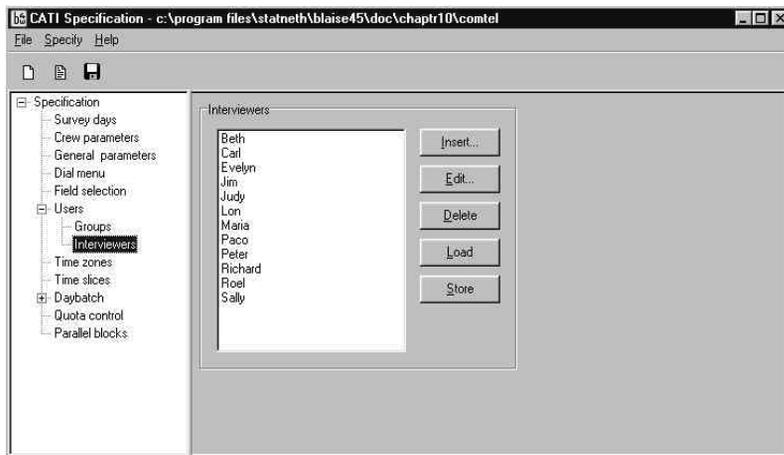 CATI Specification - c:\program files\statneth\blaise45\doc\chaptr10\comtel
File Specify Help
Specification
Survey days
Crew parameters
General parameters
Dial menu
Field selection
Users
Groups
Interviewers
Time zones
Time slices
Daybatch
Quota control
Parallel blocks
Interviewers
Beth
Carl
Evelyn
Jim
Judy
Lon
Maria
Paco
Peter
Richard
Roel
Sally
Insert...
Edit...
Delete
Load
Store